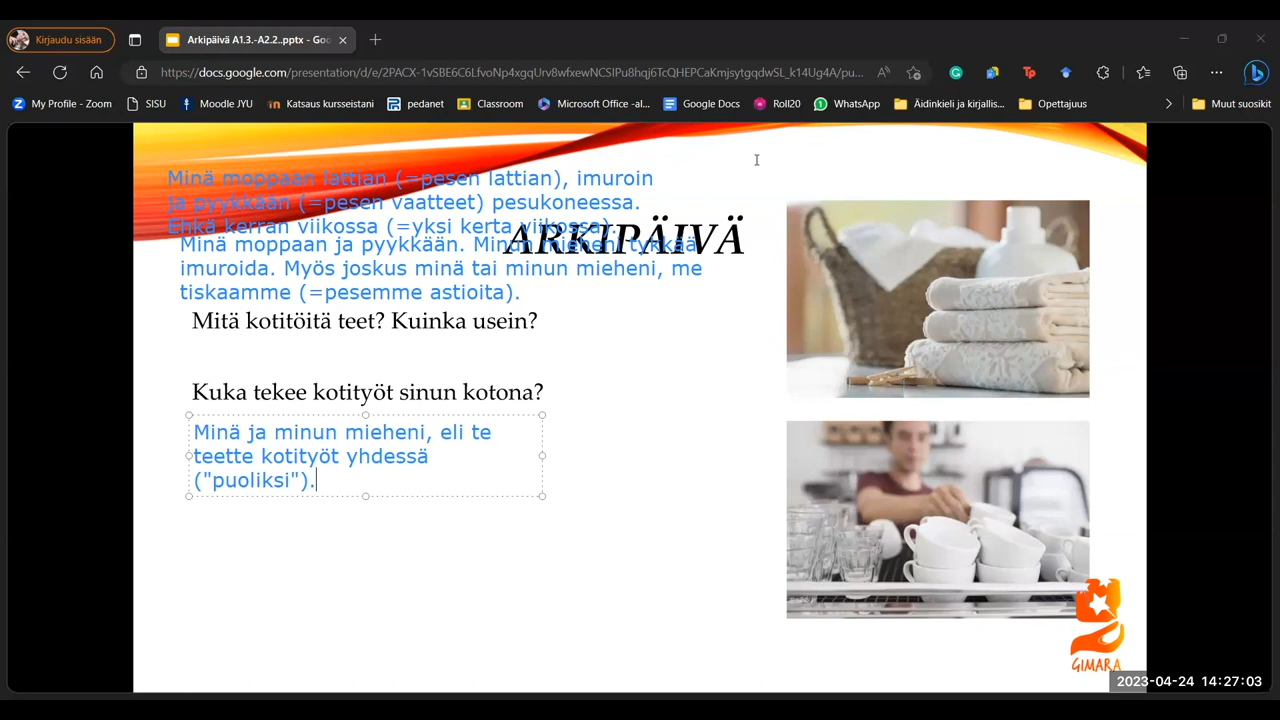 Kirjaudu sisään
Arkipäivä A1.3.-A2.2..pptx - Goo
https://docs.google.com/presentation/d/e/2PACX-1vSBE6C6LfvoNp4xgqUrv8wfxewNCSIPu8hqj6TcQHEPCaKmjsytgqdwSL_k14Ug4A/pu...
My Profile - Zoom
SISU
Moodle JYU
Katsaus kursseistani
pedanet
Classroom
Microsoft Office -al...
Google Docs
Roll20
WhatsApp
Äidinkieli ja kirjallis...
Opettajuus
Muut suosikit
Minä moppaan lattian (=pesen lattian), imuroin
ja pyykkään (=pesen vaatteet) pesukoneessa.
Ehkä kerran viikossa (=yksi kerta viikossa).
ARKIPÄIVÄ
Minä moppaan ja pyykkään. Minun mieheni tykkää
imuroida. Myös joskus minä tai minun mieheni, me
tiskaamme (=pesemme astioita).
Mitä kotitöitä teet? Kuinka usein?
Kuka tekee kotityöt sinun kotona?
Minä ja minun mieheni, eli te
teette kotityöt yhdessä
("puoliksi").
GIMARA
2023-04-24 14:27:03